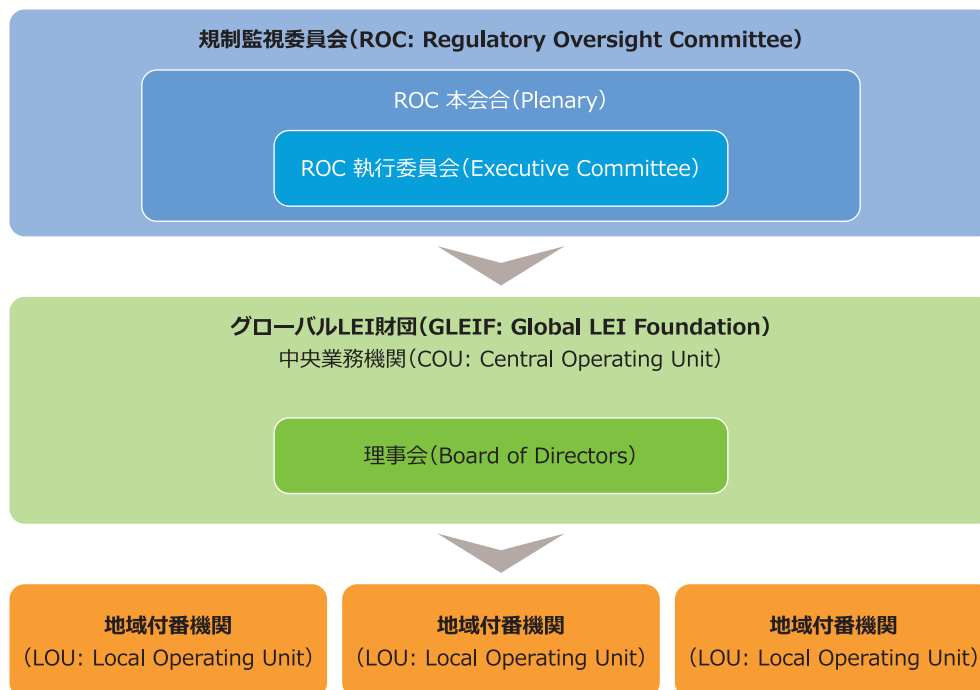 規制監視委員会（ROC: Regulatory Oversight Committee）
ROC 本会合（Plenary）
ROC 執行委員会（Executive Committee）
グローバルLEI財団（GLEIF: Global LEI Foundation）
中央業務機関（COU: Central Operating Unit）
理事会（Board of Directors）
地域付番機関
（LOU: Local Operating Unit）
地域付番機関
（LOU: Local Operating Unit）
地域付番機関
（LOU: Local Operating Unit）